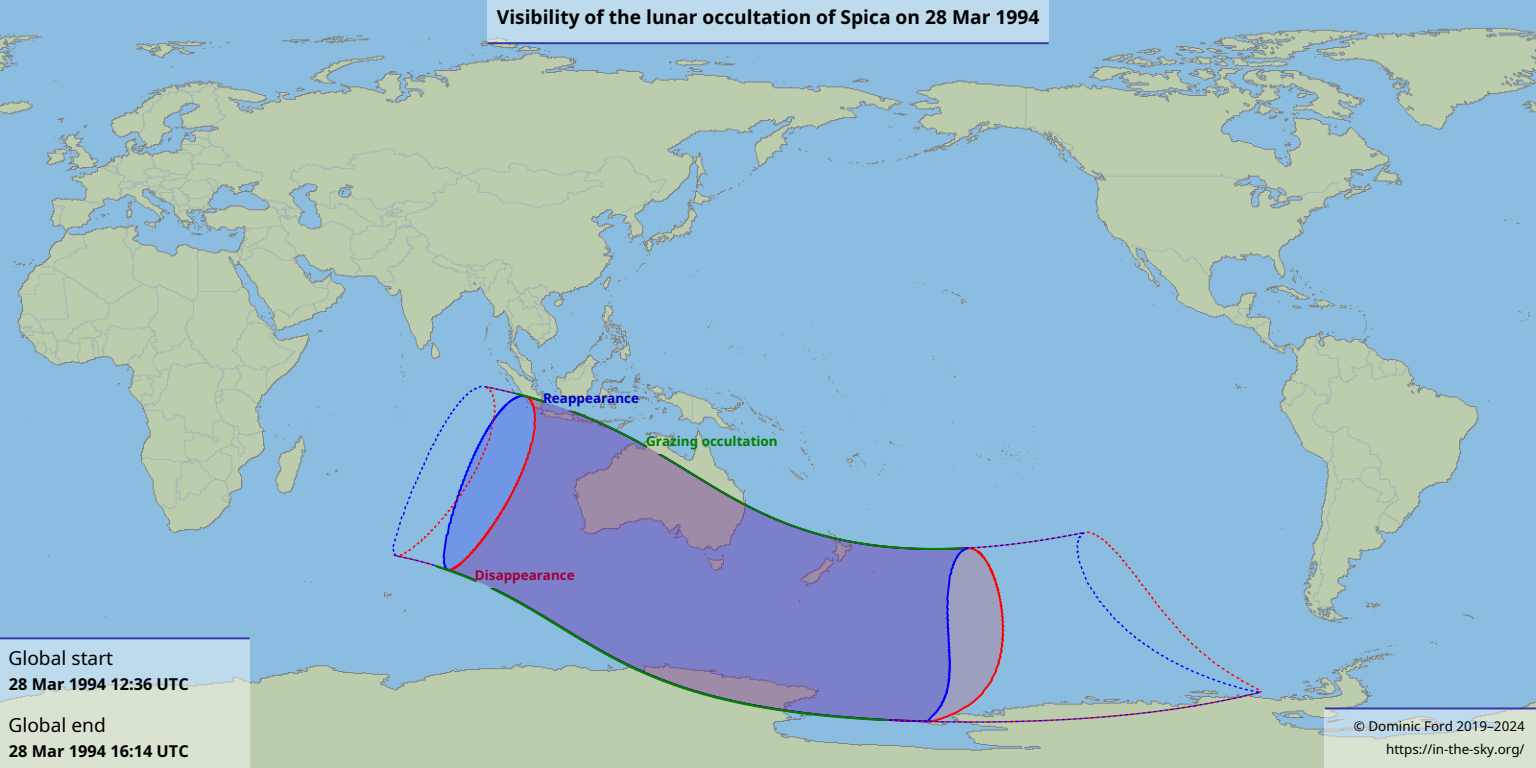 Visibility of the lunar occultation of Spica on 28 Mar 1994
Reappearance
Grazing occultation
Disappearance
Global start
28 Mar 1994 12:36 UTC
Global end
28 Mar 1994 16:14 UTC
© Dominic Ford 2019–2024
https://in-the-sky.org/